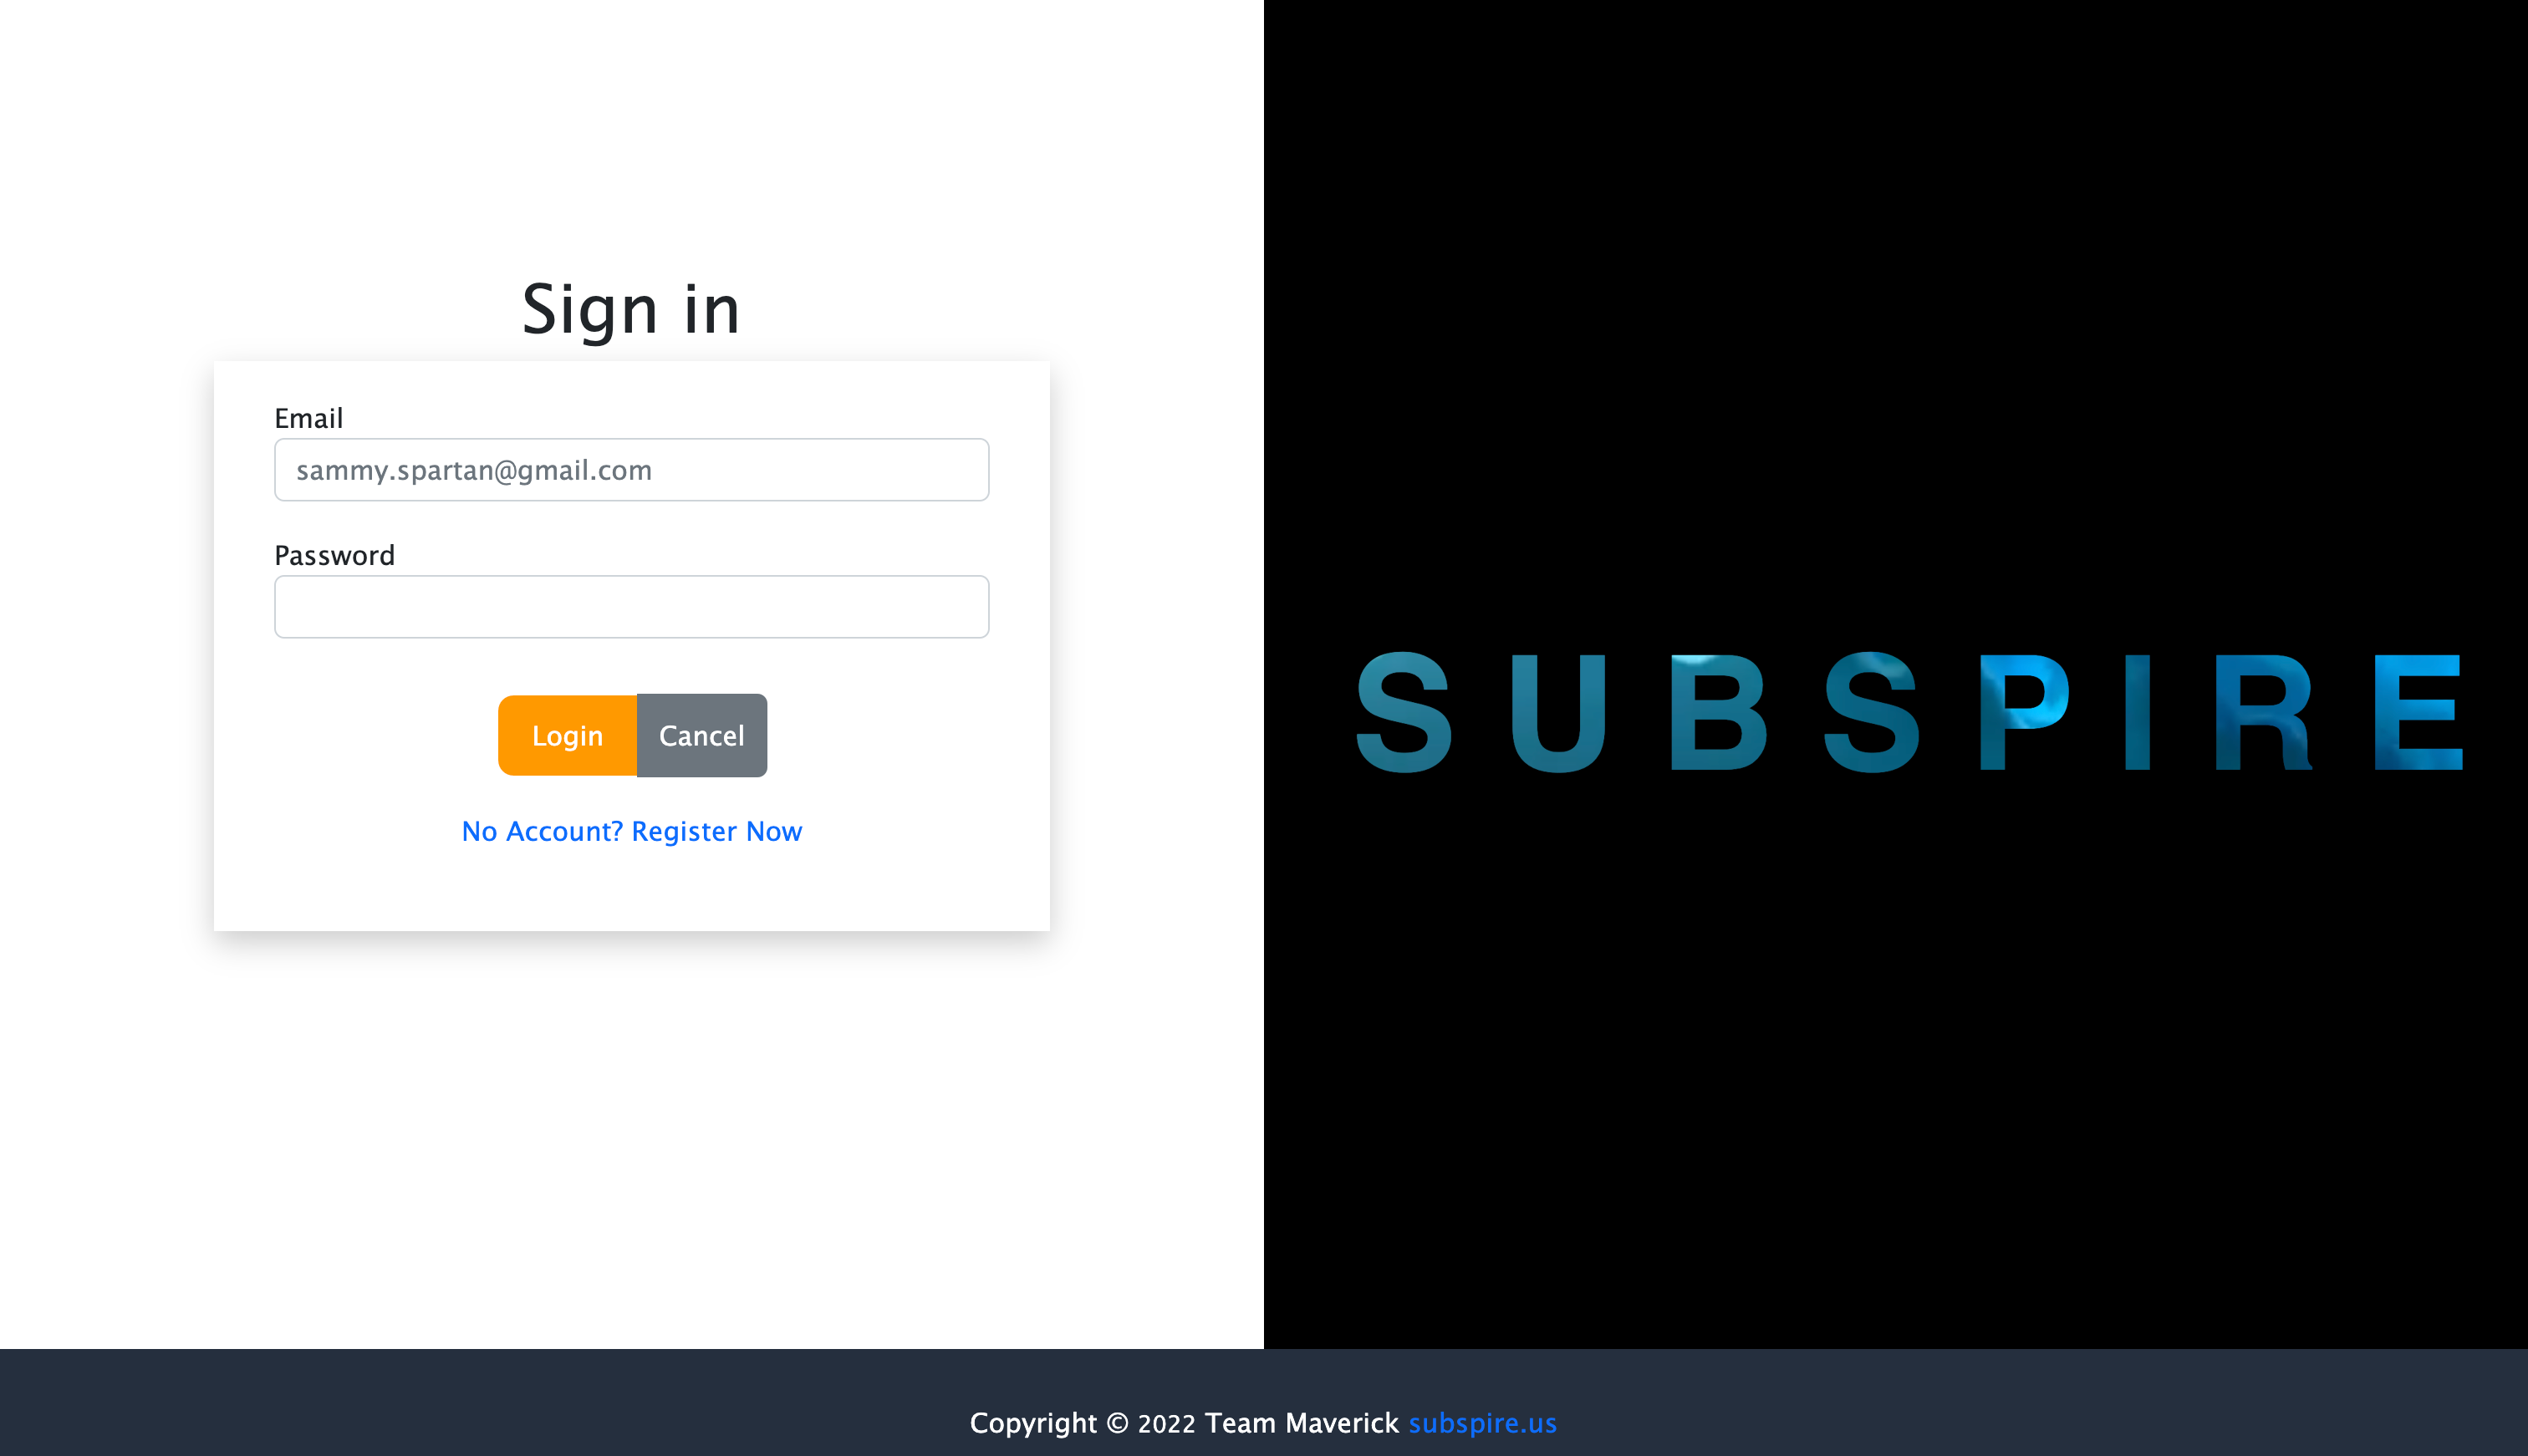 Sign in
Email
sammy.spartan@gmail.com
Password
Login Cancel
No Account? Register Now
SUBSPIRE
Copyright © 2022 Team Maverick subspire.us